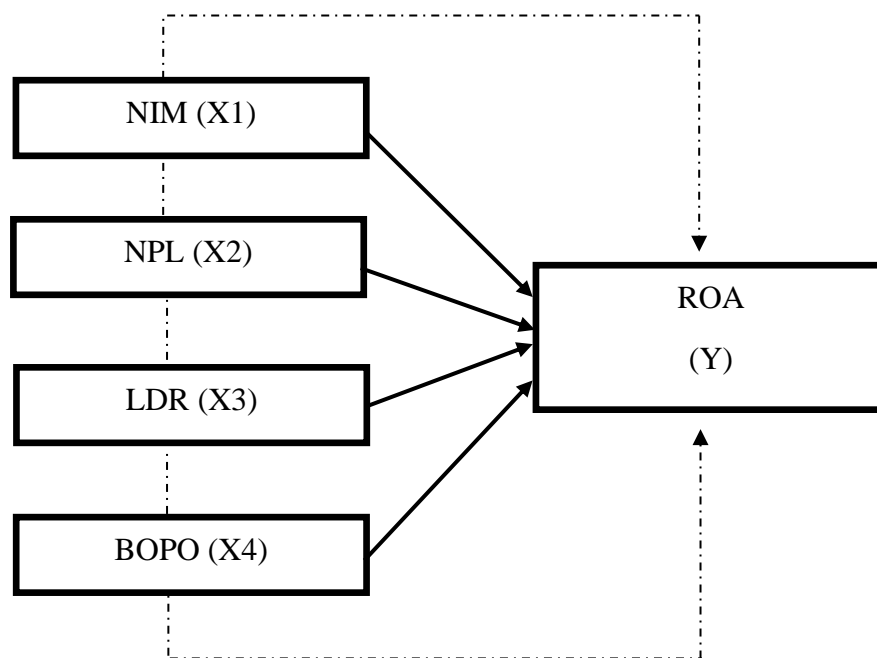 NIM (X1)
NPL (X2)
LDR (X3)
BOPO (X4)
ROA
(Y)